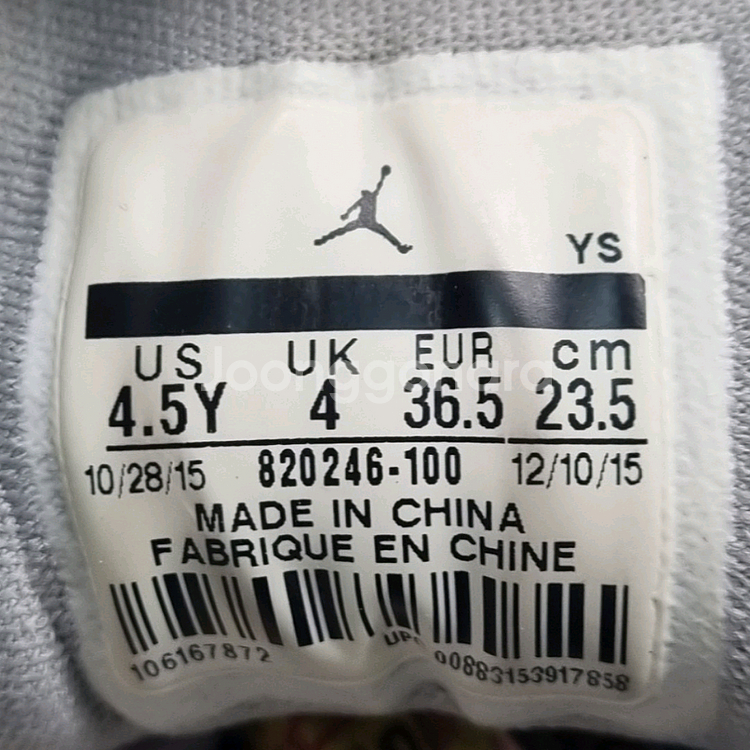 YS
US UK EUR cm
4.5Y 4 36.5 23.5
Joonggonara
10/28/15 820246-100 12/10/15
MADE IN CHINA
FABRIQUE EN CHINE
106167872 00883153917858